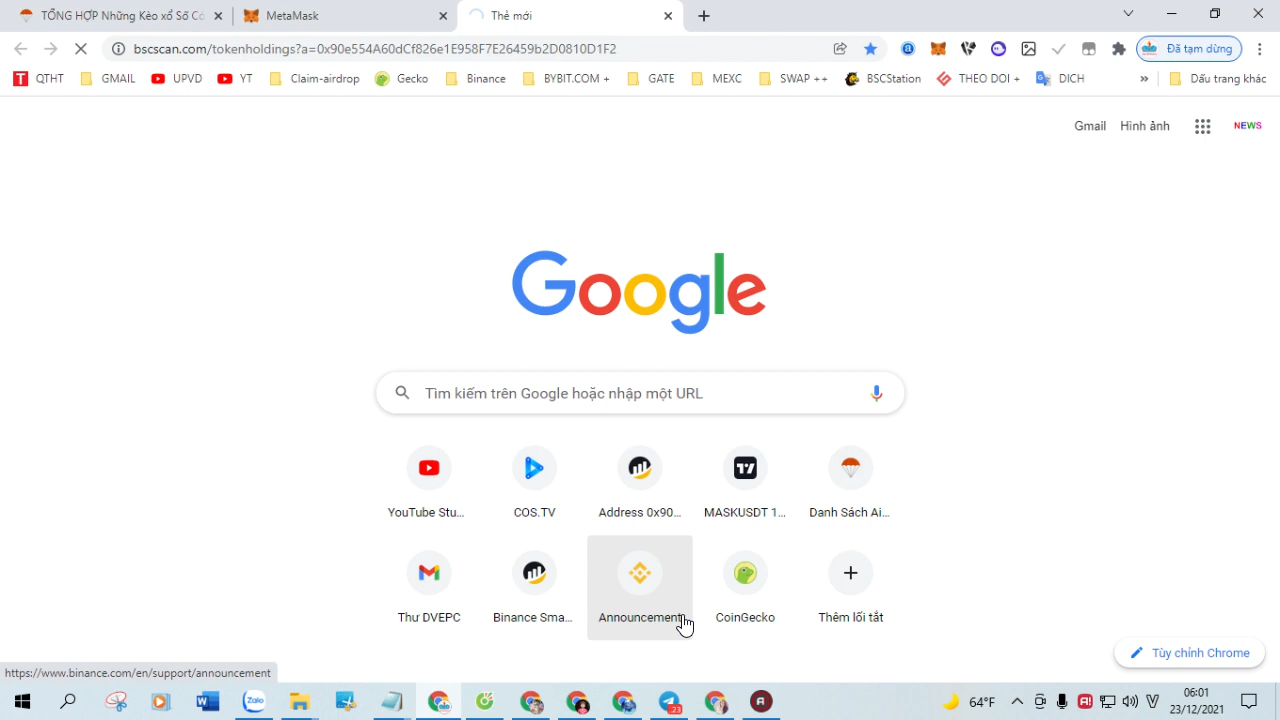 TỔNG HỢP Những Kèo xổ Số Cơ
MetaMask
Thẻ mới
bscscan.com/tokenholdings?a=0x90e554A60dCf826e1E958F7E26459b2D0810D1F2
Đã tạm dừng
QTHT
GMAIL
UPVD
YT
Claim-airdrop
Gecko
Binance
BYBIT.COM +
GATE
MEXC
SWAP ++
BSCStation
THEO DOI +
DICH
»
Dấu trang khác
Gmail
Hình ảnh
NEWS
Google
Tìm kiếm trên Google hoặc nhập một URL
YouTube Stu...
COS.TV
Address 0x90...
MASKUSDT 1...
Danh Sách Ai...
Thư DVEPC
Binance Sma...
Announcement
CoinGecko
Thêm lối tắt
Tùy chỉnh Chrome
https://www.binance.com/en/support/announcement
Zalo
23
64°F
06:01
23/12/2021